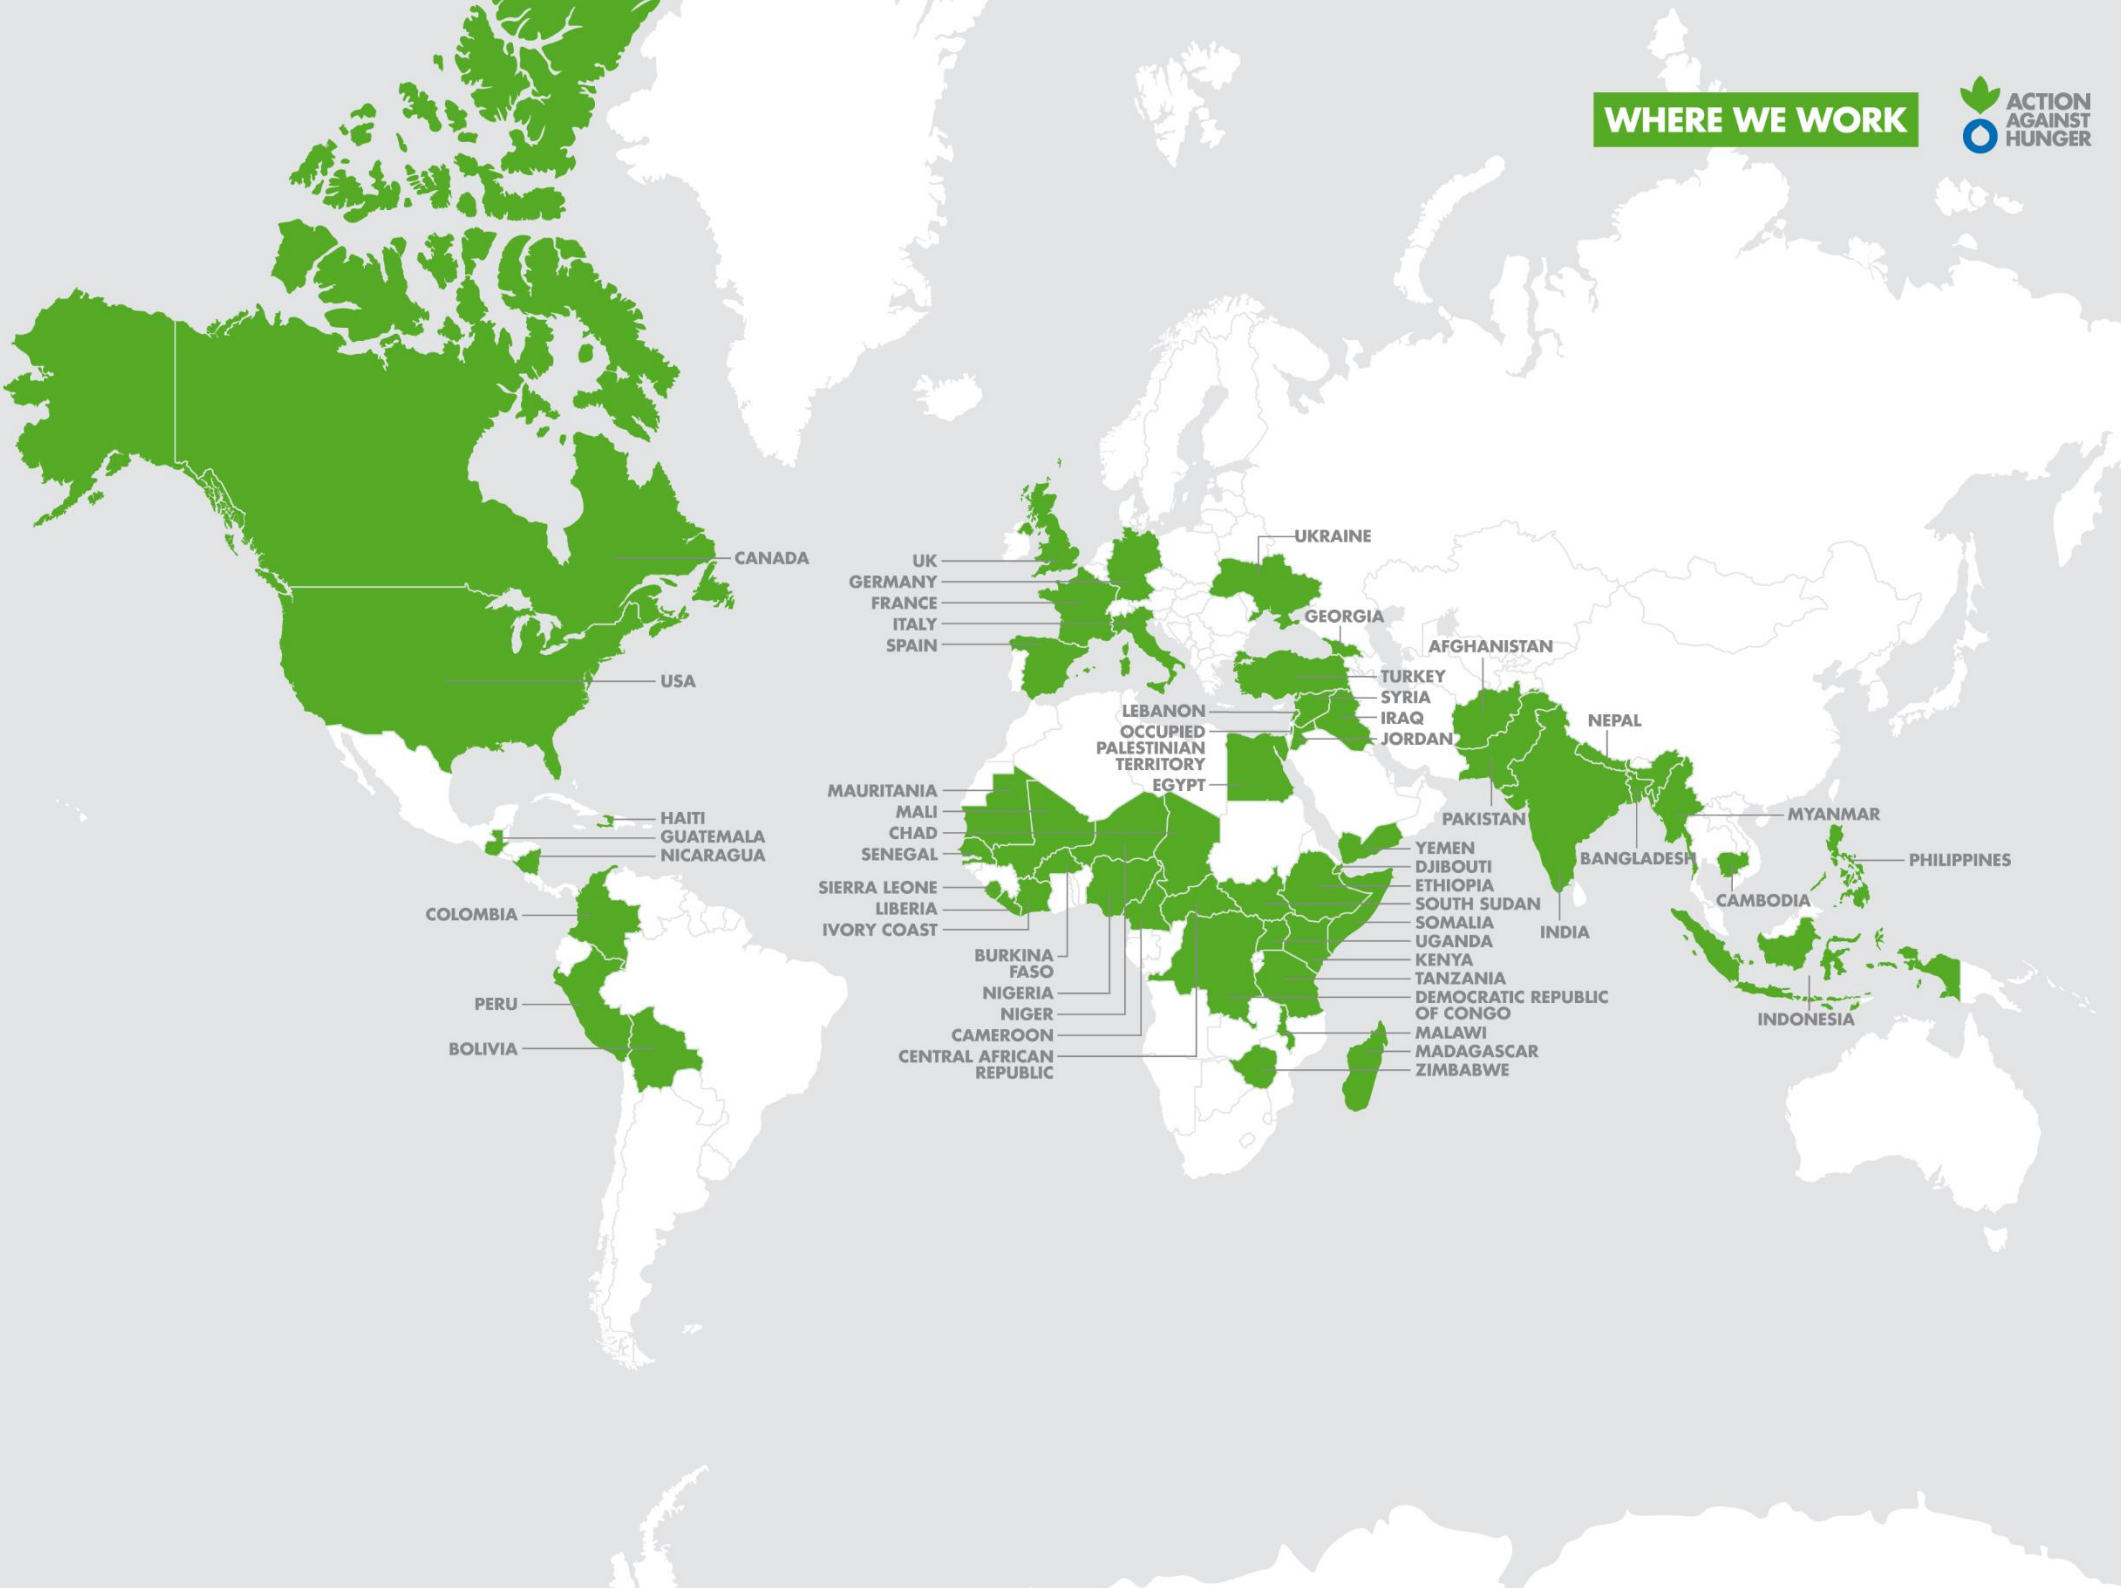 WHERE WE WORK
ACTION
AGAINST
HUNGER
CANADA
USA
HAITI
GUATEMALA
NICARAGUA
COLOMBIA
PERU
BOLIVIA
UK
GERMANY
FRANCE
ITALY
SPAIN
UKRAINE
GEORGIA
TURKEY
SYRIA
IRAQ
JORDAN
LEBANON
OCCUPIED
PALESTINIAN
TERRITORY
EGYPT
MAURITANIA
MALI
CHAD
SENEGAL
SIERRA LEONE
LIBERIA
IVORY COAST
BURKINA
FASO
NIGERIA
NIGER
CAMEROON
CENTRAL AFRICAN
REPUBLIC
YEMEN
DJIBOUTI
ETHIOPIA
SOUTH SUDAN
SOMALIA
UGANDA
KENYA
TANZANIA
DEMOCRATIC REPUBLIC
OF CONGO
MALAWI
MADAGASCAR
ZIMBABWE
AFGHANISTAN
NEPAL
PAKISTAN
BANGLADESH
INDIA
MYANMAR
PHILIPPINES
CAMBODIA
INDONESIA